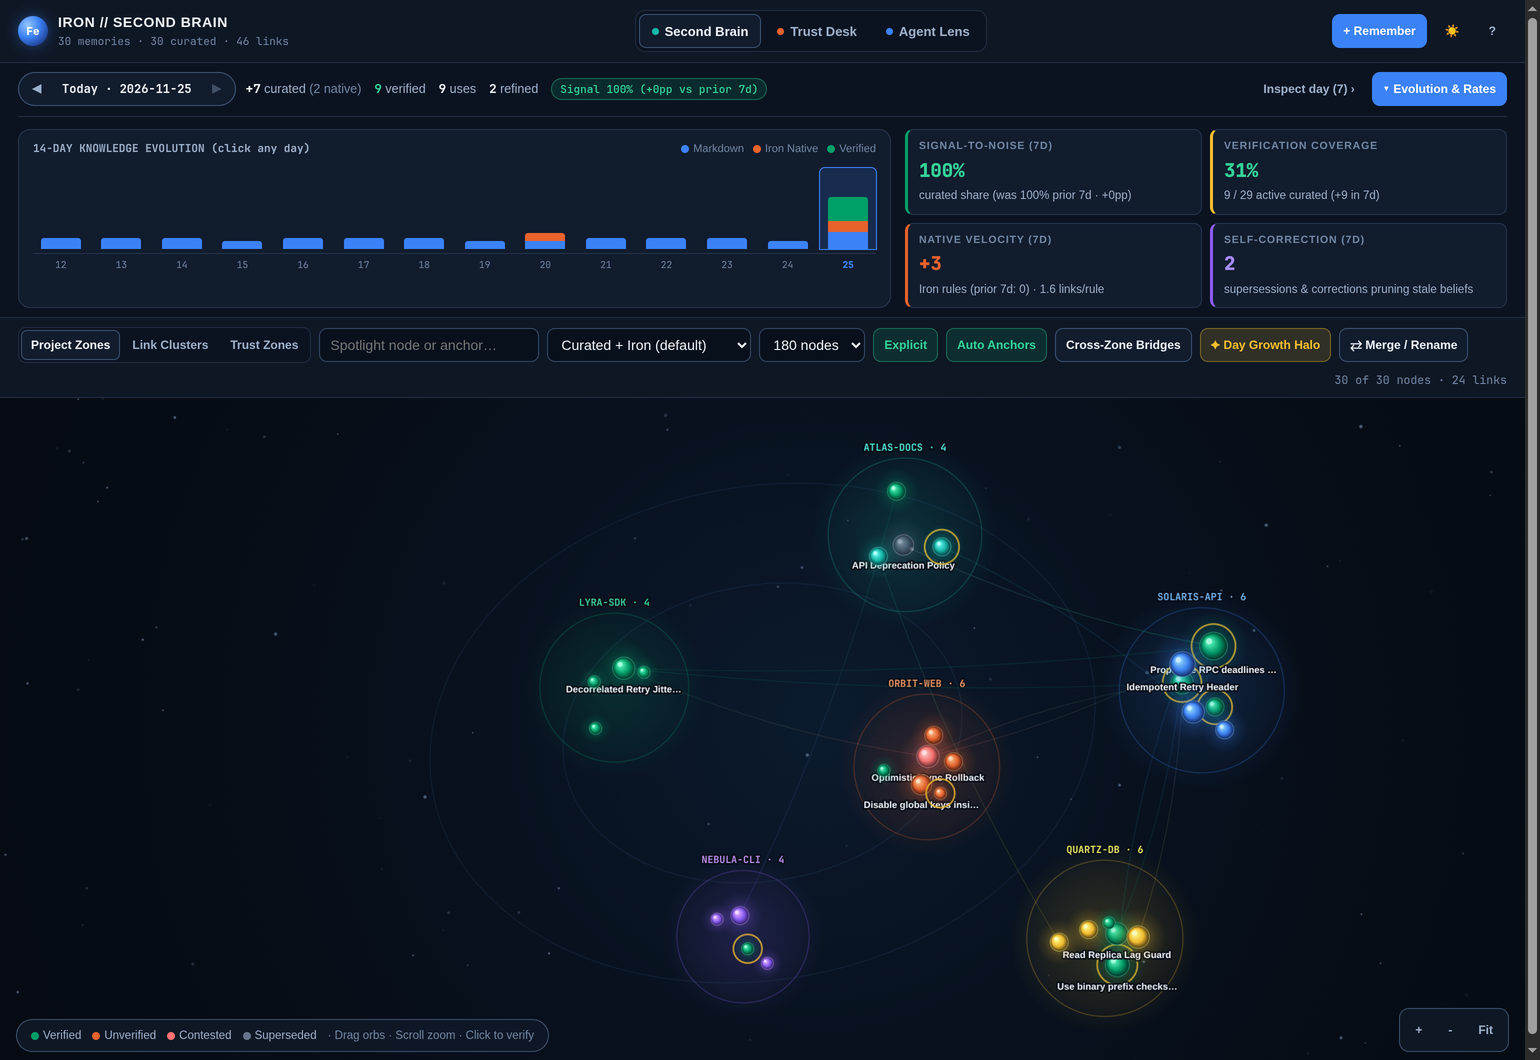 Fe
IRON // SECOND BRAIN
30 memories · 30 curated · 46 links
Second Brain
Trust Desk
Agent Lens
+ Remember
?
◀ Today · 2026-11-25 ▶
+7 curated (2 native) 9 verified 9 uses 2 refined
Signal 100% (+0pp vs prior 7d)
Inspect day (7) ›
▾ Evolution & Rates
14-DAY KNOWLEDGE EVOLUTION (click any day)
Markdown Iron Native Verified
12 13 14 15 16 17 18 19 20 21 22 23 24 25
SIGNAL-TO-NOISE (7D)
100%
curated share (was 100% prior 7d · +0pp)
VERIFICATION COVERAGE
31%
9 / 29 active curated (+9 in 7d)
NATIVE VELOCITY (7D)
+3
Iron rules (prior 7d: 0) · 1.6 links/rule
SELF-CORRECTION (7D)
2
supersessions & corrections pruning stale beliefs
Project Zones Link Clusters Trust Zones
Spotlight node or anchor…
Curated + Iron (default)
180 nodes
Explicit
Auto Anchors
Cross-Zone Bridges
✦ Day Growth Halo
⇄ Merge / Rename
30 of 30 nodes · 24 links
ATLAS-DOCS · 4
API Deprecation Policy
LYRA-SDK · 4
Decorrelated Retry Jitte…
SOLARIS-API · 6
RPC deadlines …
Idempotent Retry Header
ORBIT-WEB · 6
Optimistic Sync Rollback
Disable global keys insi…
NEBULA-CLI · 4
QUARTZ-DB · 6
Read Replica Lag Guard
Use binary prefix checks…
Verified Unverified Contested Superseded · Drag orbs · Scroll zoom · Click to verify
+ - Fit